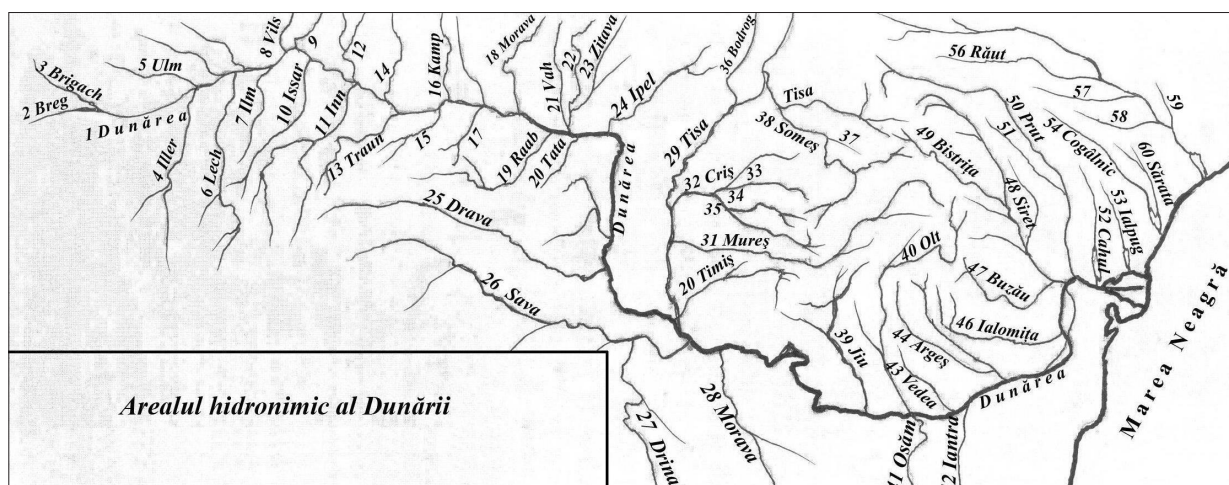 3 Brigach
2 Breg
1 Dunărea
5 Ulm
4 Iller
6 Lech
7 Ilm
8 Vils
9
10 Issar
11 Inn
12
13 Traun
14
15
16 Kamp
17
18 Morava
19 Raab
20 Tata
21 Vah
22
23 Zitava
24 Ipel
25 Drava
26 Sava
27 Drina
28 Morava
Dunărea
29 Tisa
36 Bodrog
Tisa
38 Someș
37
32 Criș
33
34
35
31 Mureş
20 Timiș
39 Jiu
40 Olt
41 Osăm
2 Iantra
43 Vedea
44 Argeș
46 Ialomița
47 Buzău
48 Siret
49 Bistrița
50 Prut
51
52 Cahul
53 Ialpug
54 Cogâlnic
56 Răut
57
58
59
60 Sărata
Dunărea
Marea Neagră
Arealul hidronimic al Dunării